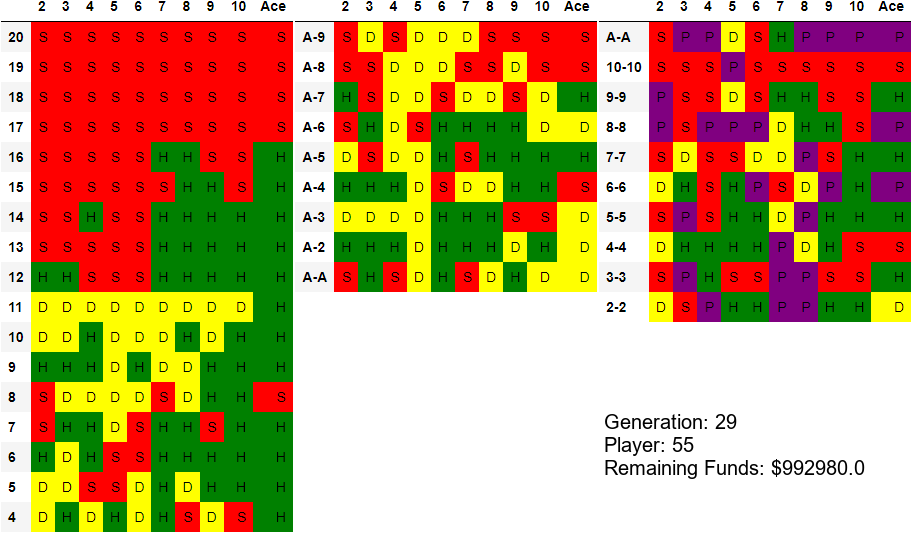 2 3 4 5 6 7 8 9 10 Ace
20 S S S S S S S S S S
19 S S S S S S S S S S
18 S S S S S S S S S S
17 S S S S S S S S S S
16 S S S S S H H S S H
15 S S S S S S H H S H
14 S S H S S H H H H H
13 S S S S S H H H H H
12 H H S S S H H H H H
11 D D D D D D D D D H
10 D D H D D D H D H H
9 H H H D H D D H H H
8 S D D D D S D H H S
7 S H H D S H H S H H
6 H D H S S H H H H H
5 D D S S D H D H H H
4 D H D H D H S D S H
2 3 4 5 6 7 8 9 10 Ace
A-9 S D S D D D S S S S
A-8 S S D D D S S D S S
A-7 H S D D S D D S D H
A-6 S H D S H H H H D D
A-5 D S D D H S H H H H
A-4 H H H D S D D H H S
A-3 D D D D H H H S S D
A-2 H H H D H H H D H D
A-A S H S D H S D H D D
2 3 4 5 6 7 8 9 10 Ace
A-A S P P D S H P P P P
10-10 S S S P S S S S S S
9-9 P S S D S H H S S H
8-8 P S P P P D H H S P
7-7 S D S S D D P S H H
6-6 D H S H P S D P H P
5-5 S P S H H D P H H H
4-4 D H H H H P D H S S
3-3 S P H S S P P S S H
2-2 D S P H H P P H H D
Generation: 29
Player: 55
Remaining Funds: $992980.0